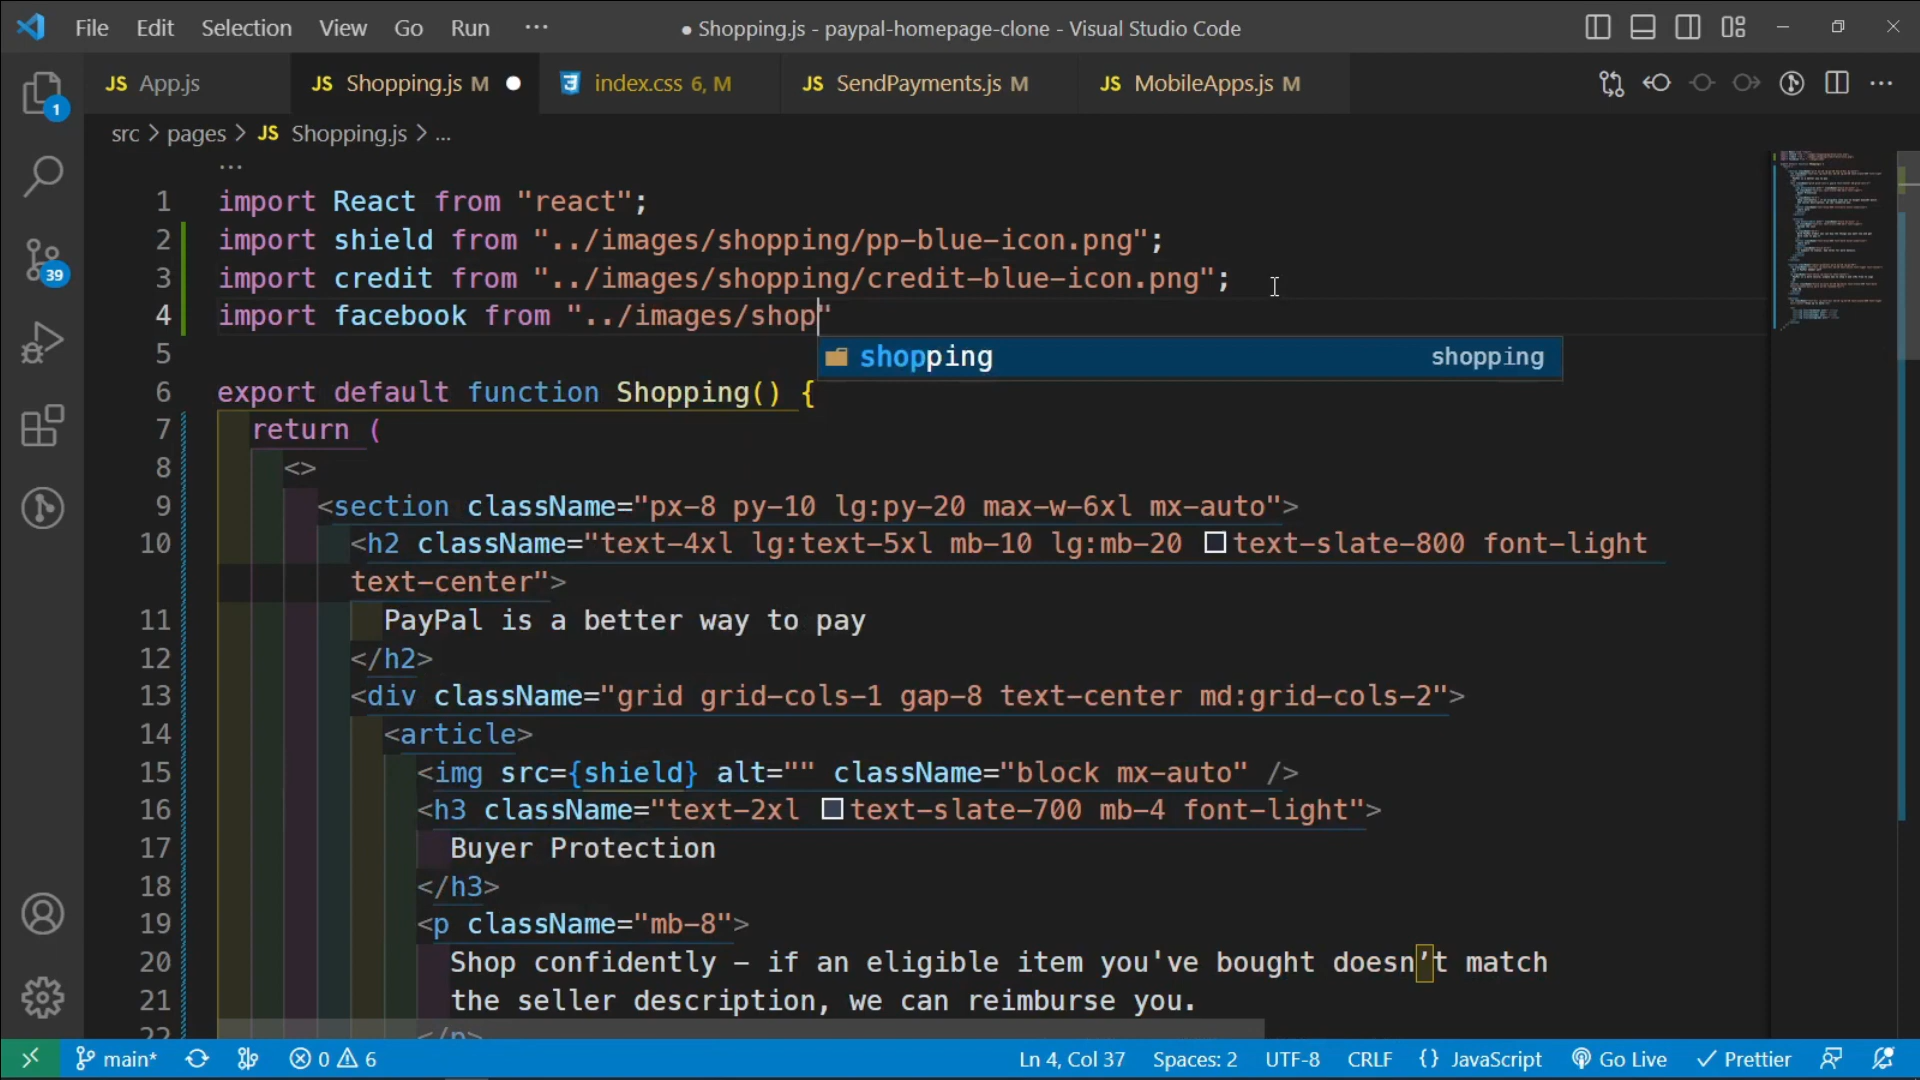 File Edit Selection View Go Run ··· ● Shopping.js - paypal-homepage-clone - Visual Studio Code
JS App.js JS Shopping.js M ● index.css 6, M JS SendPayments.js M JS MobileApps.js M
src > pages > JS Shopping.js > ...
1 import React from "react";
2 import shield from "../images/shopping/pp-blue-icon.png";
3 import credit from "../images/shopping/credit-blue-icon.png";
4 import facebook from "../images/shop"
shopping shopping
5
6 export default function Shopping() {
7 return (
8 <>
9 <section className="px-8 py-10 lg:py-20 max-w-6xl mx-auto">
10 <h2 className="text-4xl lg:text-5xl mb-10 lg:mb-20 text-slate-800 font-light
text-center">
11 PayPal is a better way to pay
12 </h2>
13 <div className="grid grid-cols-1 gap-8 text-center md:grid-cols-2">
14 <article>
15 <img src={shield} alt="" className="block mx-auto" />
16 <h3 className="text-2xl text-slate-700 mb-4 font-light">
17 Buyer Protection
18 </h3>
19 <p className="mb-8">
20 Shop confidently – if an eligible item you've bought doesn’t match
21 the seller description, we can reimburse you.
22 </p>
1
39
main* 0 6 Ln 4, Col 37 Spaces: 2 UTF-8 CRLF {} JavaScript Go Live Prettier